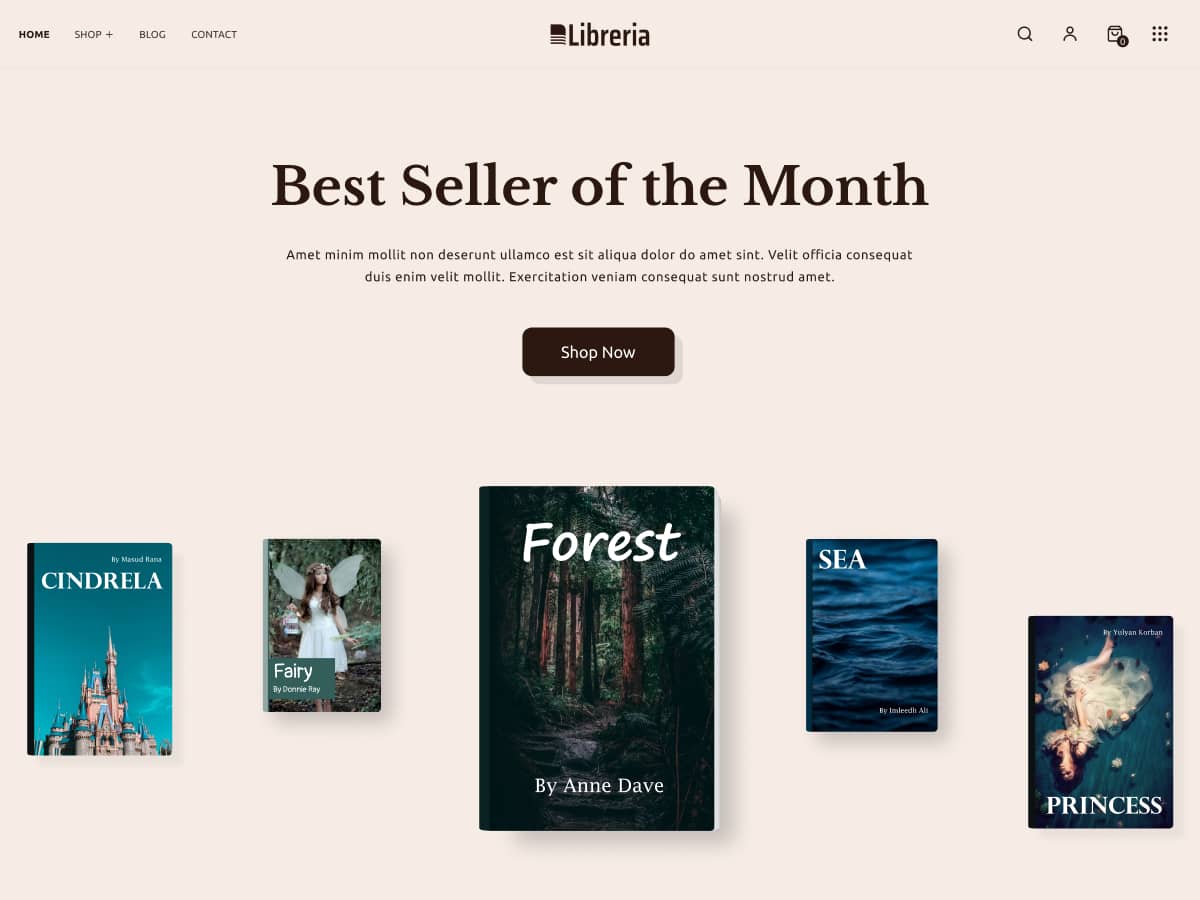 HOME SHOP + BLOG CONTACT
Libreria
0
Best Seller of the Month
Amet minim mollit non deserunt ullamco est sit aliqua dolor do amet sint. Velit officia consequat
duis enim velit mollit. Exercitation veniam consequat sunt nostrud amet.
Shop Now
By Masud Rana
CINDRELA
Fairy
By Donnie Ray
Forest
By Anne Dave
SEA
By Imleedh Ali
By Yulyan Korban
PRINCESS